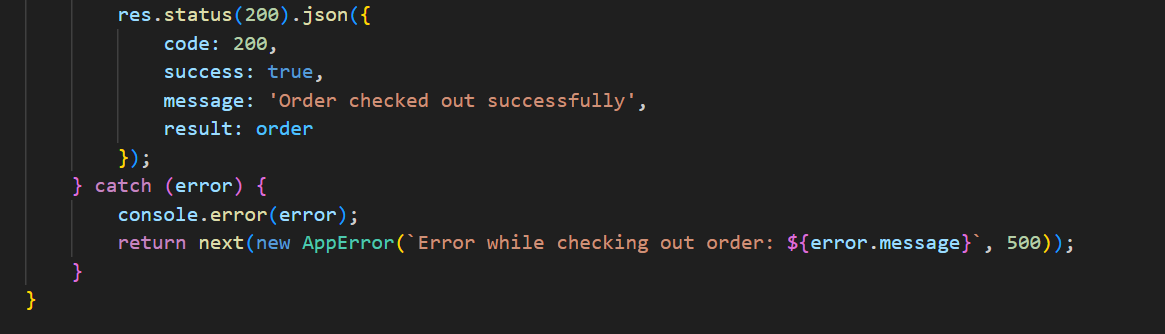 res.status(200).json({
code: 200,
success: true,
message: 'Order checked out successfully',
result: order
});
} catch (error) {
console.error(error);
return next(new AppError(`Error while checking out order: ${error.message}`, 500));
}
}